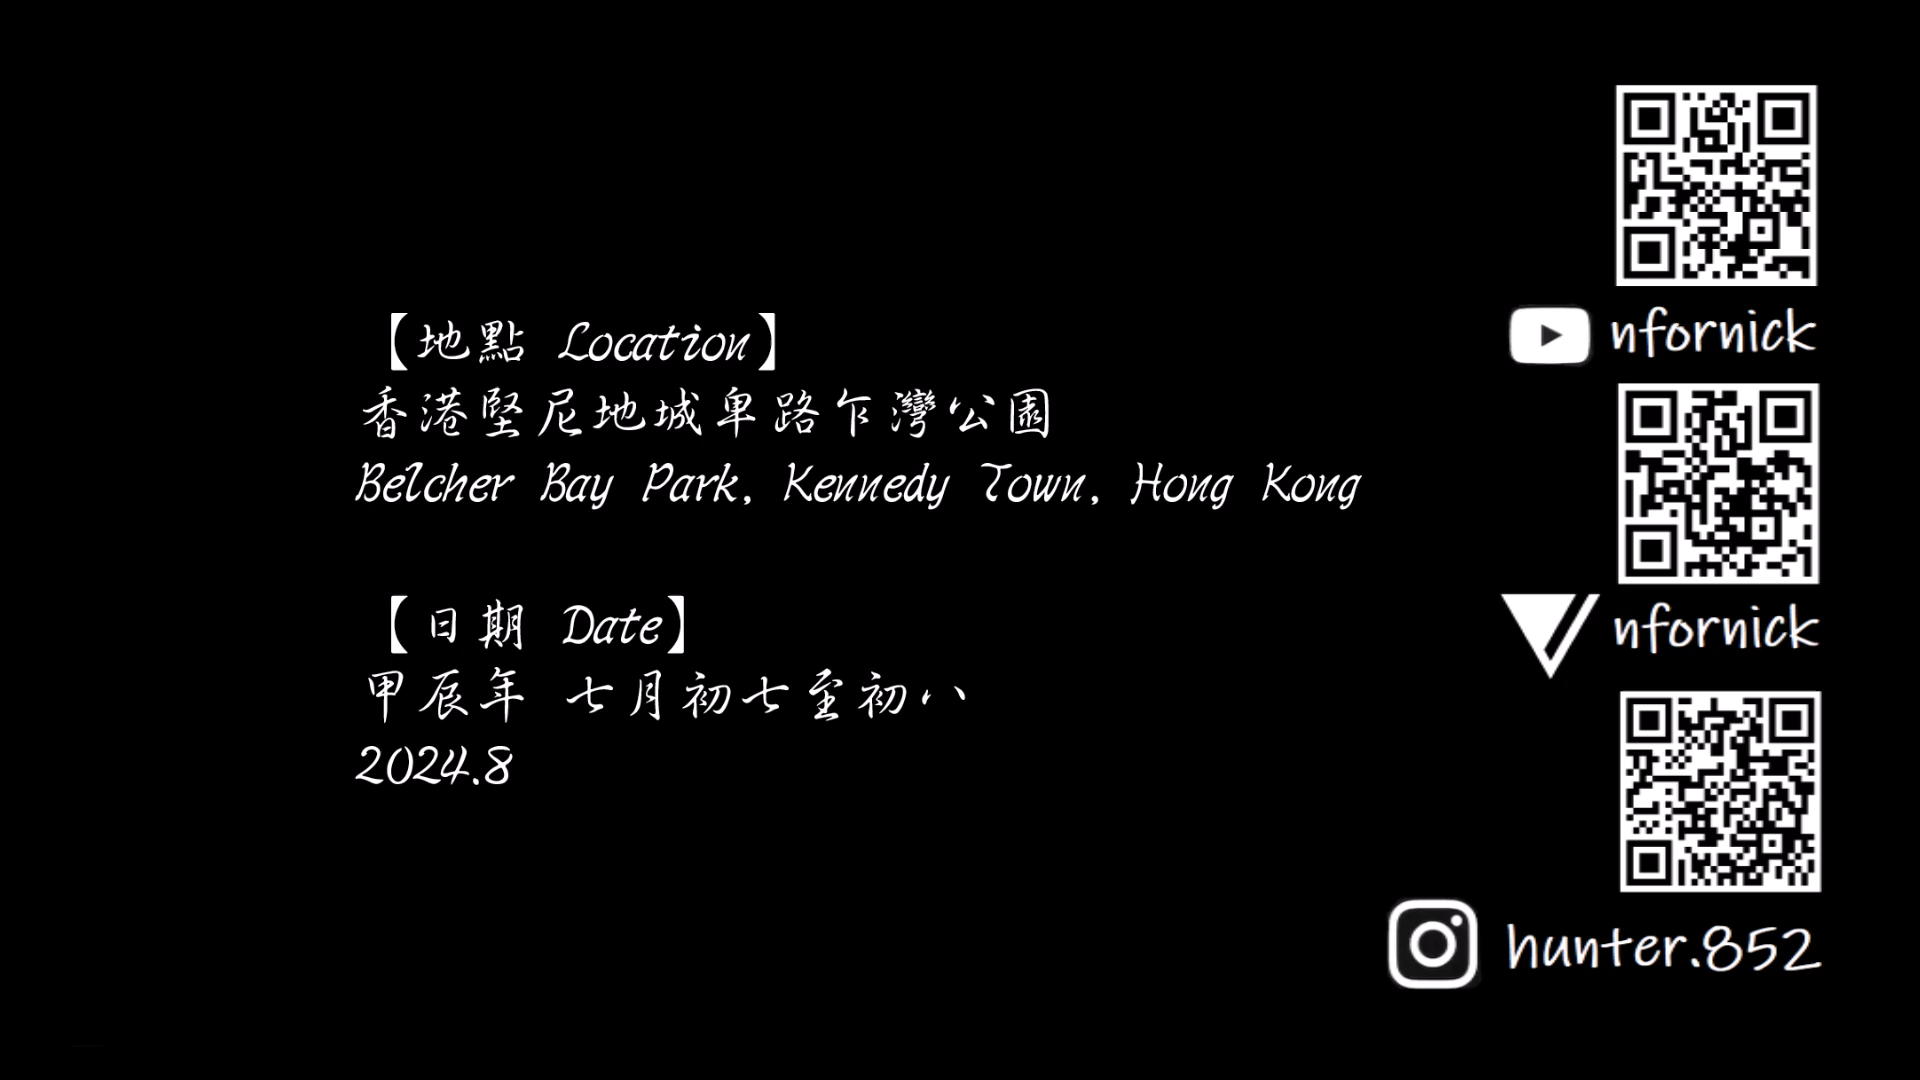 【地點 Location】
香港堅尼地城卑路乍灣公園
Belcher Bay Park, Kennedy Town, Hong Kong
【日期 Date】
甲辰年 七月初七至初八
2024.8
nfornick
nfornick
hunter.852